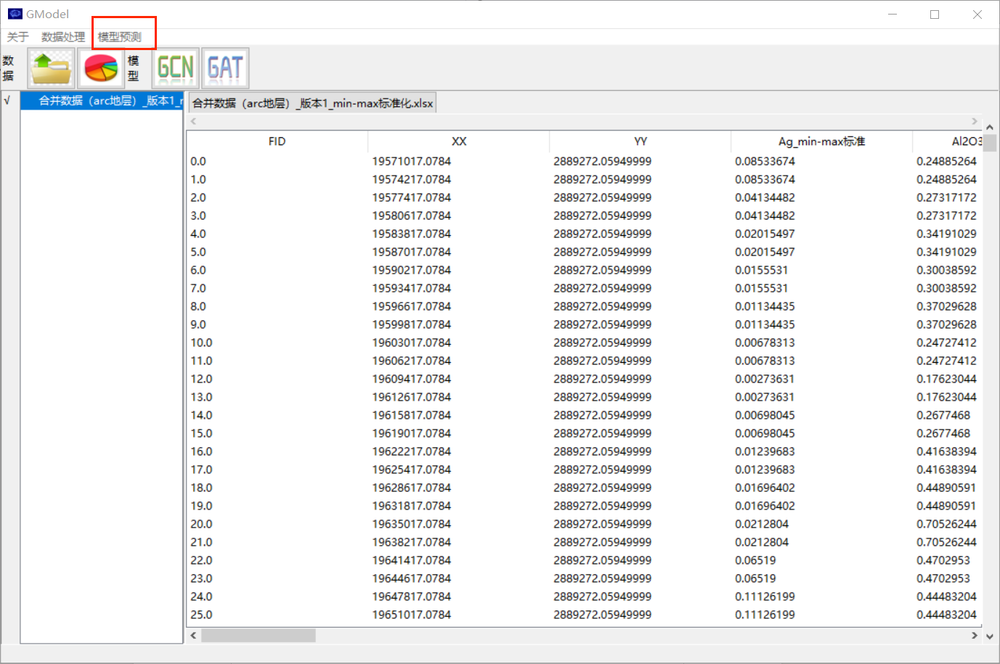 GModel
关于 数据处理 模型预测
数据 模型 GCN GAT
√ 合并数据（arc地层）_版本1_r 合并数据（arc地层）_版本1_min-max标准化.xlsx
FID XX YY Ag_min-max标准 Al2O3
0.0 19571017.0784 2889272.05949999 0.08533674 0.24885264
1.0 19574217.0784 2889272.05949999 0.08533674 0.24885264
2.0 19577417.0784 2889272.05949999 0.04134482 0.27317172
3.0 19580617.0784 2889272.05949999 0.04134482 0.27317172
4.0 19583817.0784 2889272.05949999 0.02015497 0.34191029
5.0 19587017.0784 2889272.05949999 0.02015497 0.34191029
6.0 19590217.0784 2889272.05949999 0.0155531 0.30038592
7.0 19593417.0784 2889272.05949999 0.0155531 0.30038592
8.0 19596617.0784 2889272.05949999 0.01134435 0.37029628
9.0 19599817.0784 2889272.05949999 0.01134435 0.37029628
10.0 19603017.0784 2889272.05949999 0.00678313 0.24727412
11.0 19606217.0784 2889272.05949999 0.00678313 0.24727412
12.0 19609417.0784 2889272.05949999 0.00273631 0.17623044
13.0 19612617.0784 2889272.05949999 0.00273631 0.17623044
14.0 19615817.0784 2889272.05949999 0.00698045 0.2677468
15.0 19619017.0784 2889272.05949999 0.00698045 0.2677468
16.0 19622217.0784 2889272.05949999 0.01239683 0.41638394
17.0 19625417.0784 2889272.05949999 0.01239683 0.41638394
18.0 19628617.0784 2889272.05949999 0.01696402 0.44890591
19.0 19631817.0784 2889272.05949999 0.01696402 0.44890591
20.0 19635017.0784 2889272.05949999 0.0212804 0.70526244
21.0 19638217.0784 2889272.05949999 0.0212804 0.70526244
22.0 19641417.0784 2889272.05949999 0.06519 0.4702953
23.0 19644617.0784 2889272.05949999 0.06519 0.4702953
24.0 19647817.0784 2889272.05949999 0.11126199 0.44483204
25.0 19651017.0784 2889272.05949999 0.11126199 0.44483204